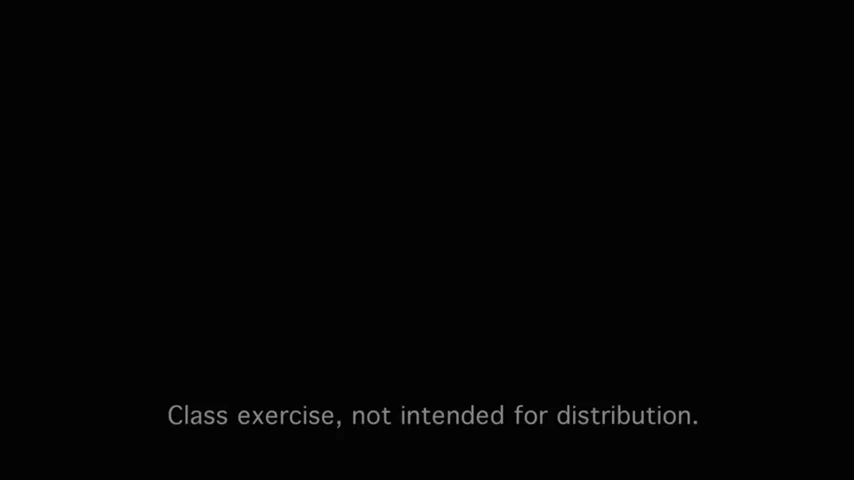 Class exercise, not intended for distribution.